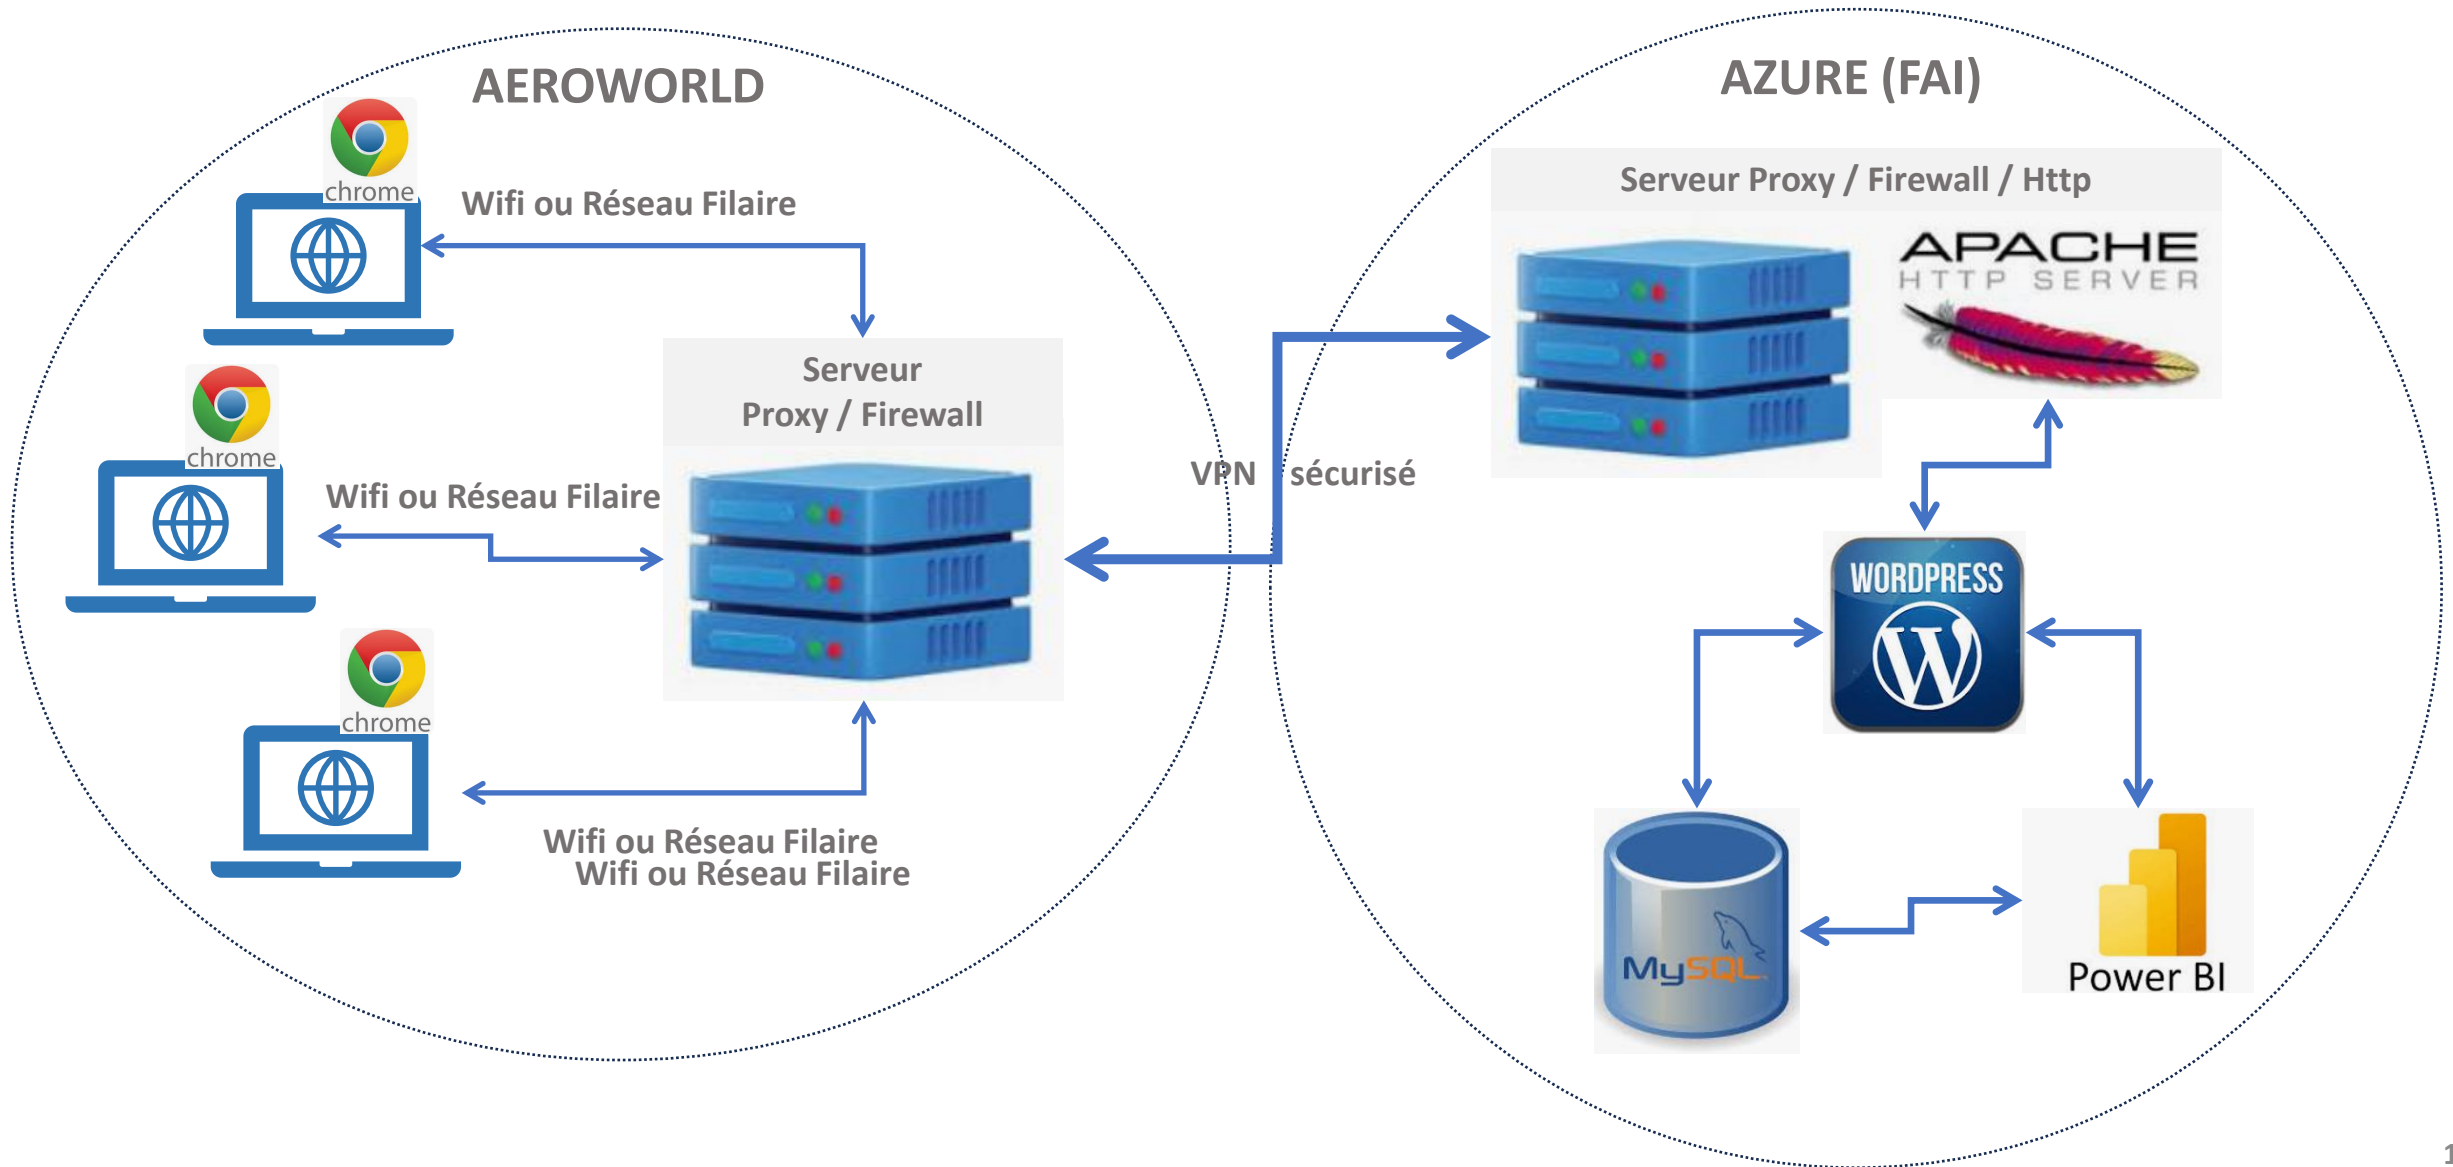 AEROWORLD
AZURE (FAI)
chrome
Wifi ou Réseau Filaire
Serveur Proxy / Firewall / Http
APACHE
HTTP SERVER
Serveur
Proxy / Firewall
chrome
Wifi ou Réseau Filaire
VPN sécurisé
WORDPRESS
W
chrome
Wifi ou Réseau Filaire
Wifi ou Réseau Filaire
MySQL
Power BI
1